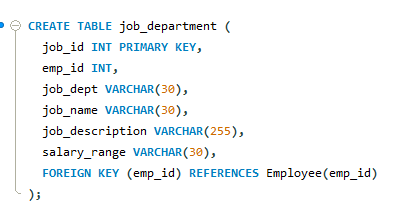 CREATE TABLE job_department (
job_id INT PRIMARY KEY,
emp_id INT,
job_dept VARCHAR(30),
job_name VARCHAR(30),
job_description VARCHAR(255),
salary_range VARCHAR(30),
FOREIGN KEY (emp_id) REFERENCES Employee(emp_id)
);